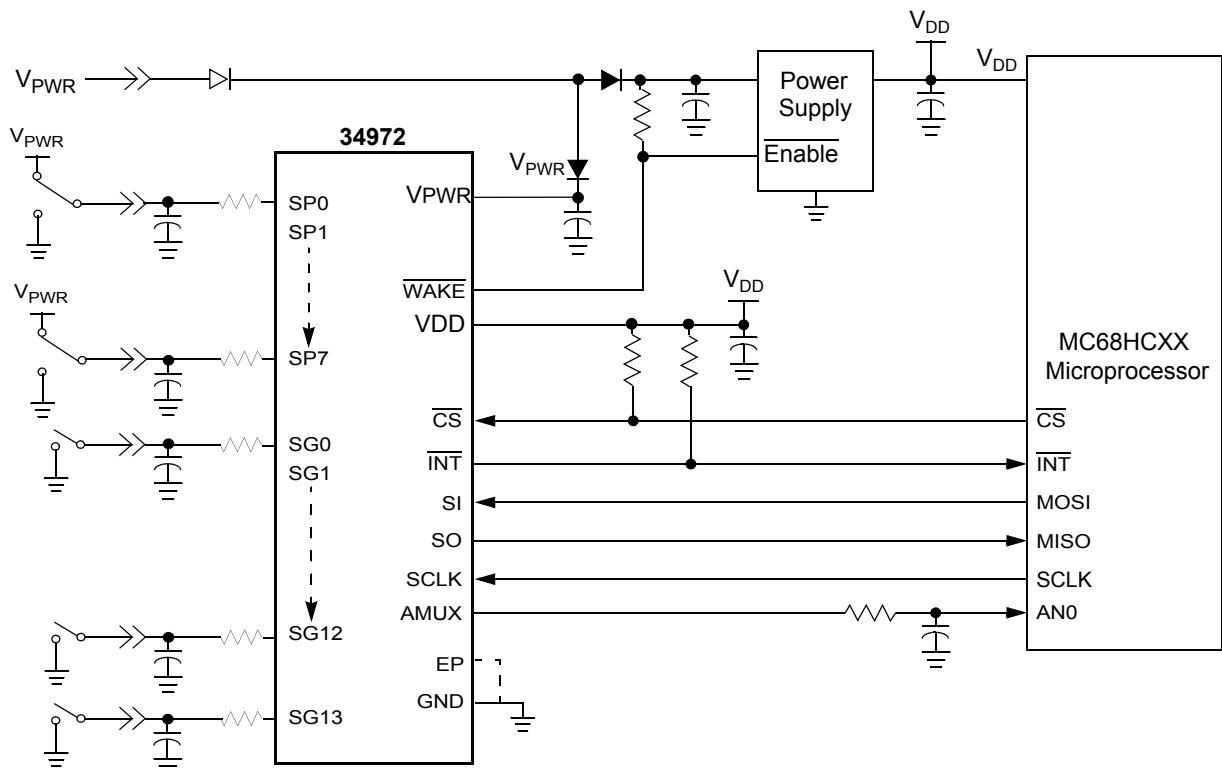 V_DD
V_PWR
V_DD
Power
Supply
Enable
V_PWR
34972
V_PWR
VPWR
SP0
SP1
WAKE
V_DD
VDD
V_PWR
SP7
MC68HCXX
Microprocessor
CS
CS
SG0
SG1
INT
INT
SI
MOSI
SO
MISO
SCLK
SCLK
AMUX
AN0
SG12
EP
GND
SG13